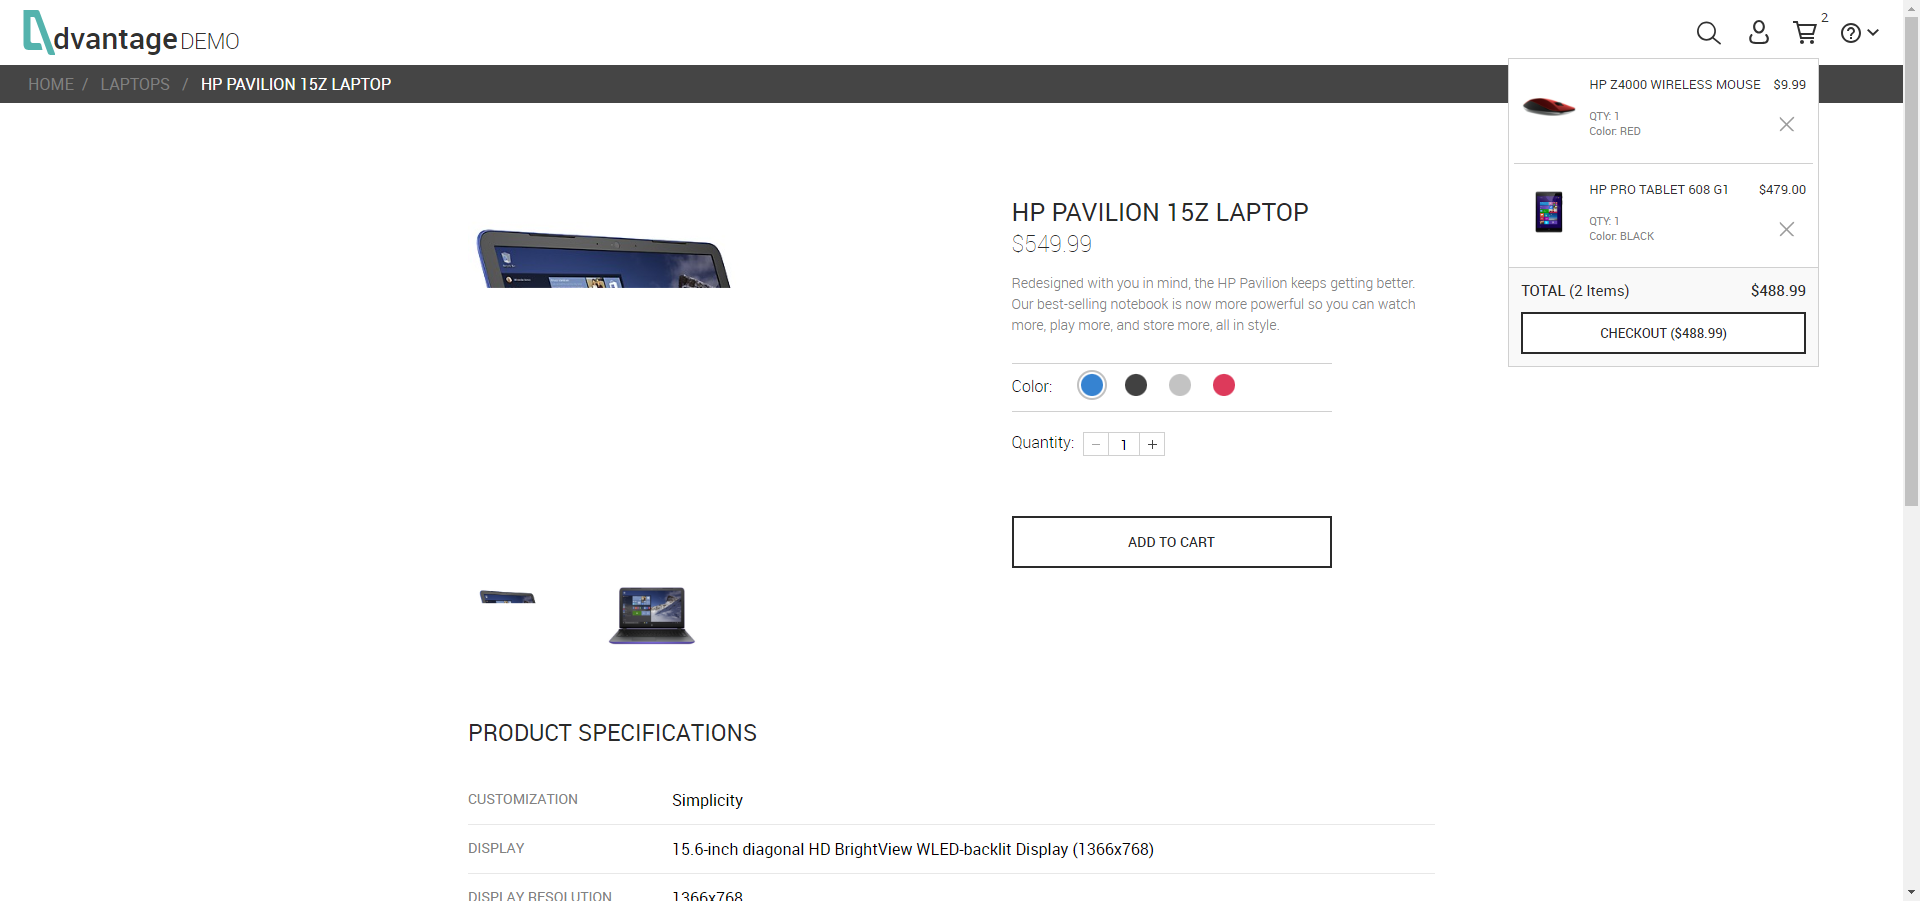 dvantage DEMO
2
HOME / LAPTOPS / HP PAVILION 15Z LAPTOP
HP Z4000 WIRELESS MOUSE $9.99
QTY: 1
Color: RED
HP PRO TABLET 608 G1 $479.00
QTY: 1
Color: BLACK
TOTAL (2 Items) $488.99
CHECKOUT ($488.99)
HP PAVILION 15Z LAPTOP
$549.99
Redesigned with you in mind, the HP Pavilion keeps getting better.
Our best-selling notebook is now more powerful so you can watch
more, play more, and store more, all in style.
Color:
Quantity: − 1 +
ADD TO CART
PRODUCT SPECIFICATIONS
CUSTOMIZATION Simplicity
DISPLAY 15.6-inch diagonal HD BrightView WLED-backlit Display (1366x768)
DISPLAY RESOLUTION 1366x768